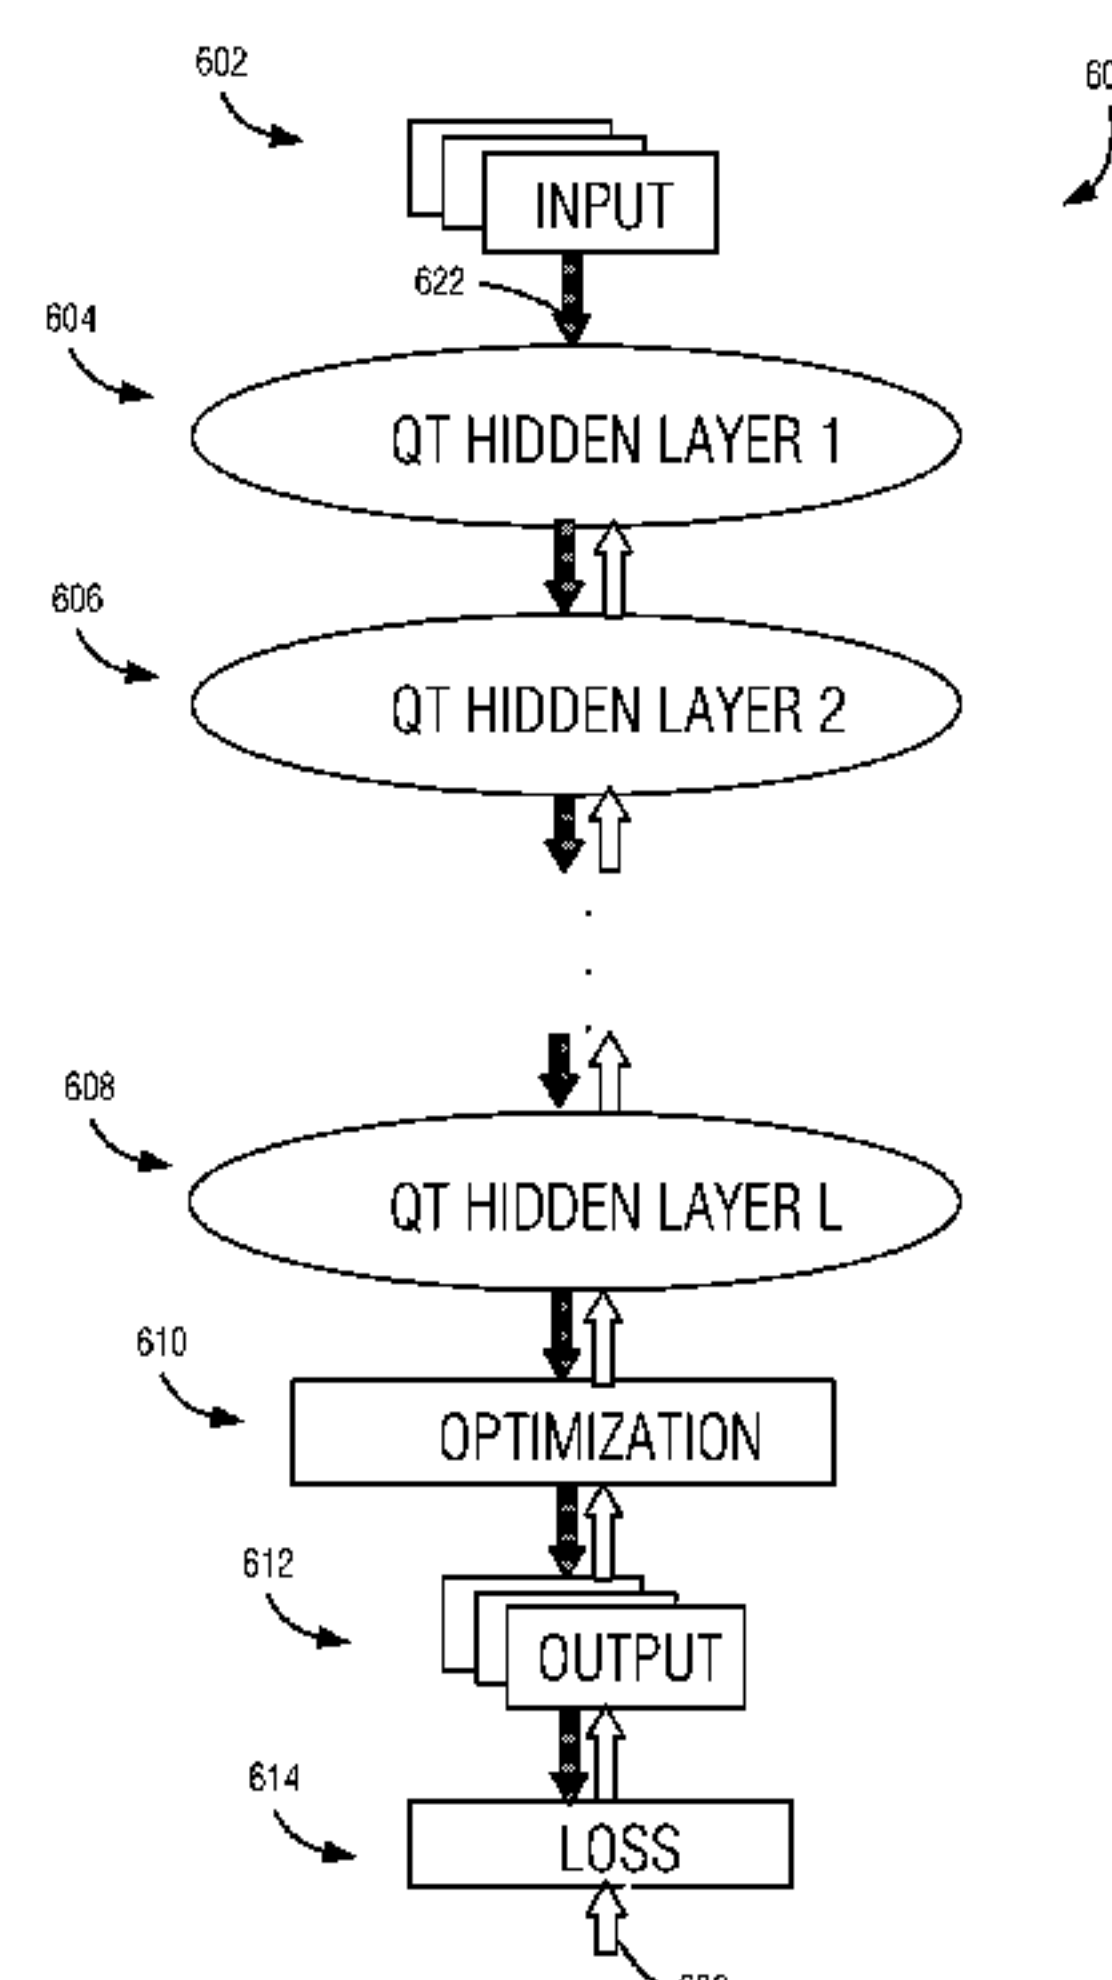 602
INPUT
622
604
QT HIDDEN LAYER 1
606
QT HIDDEN LAYER 2
608
QT HIDDEN LAYER L
610
OPTIMIZATION
612
OUTPUT
614
LOSS